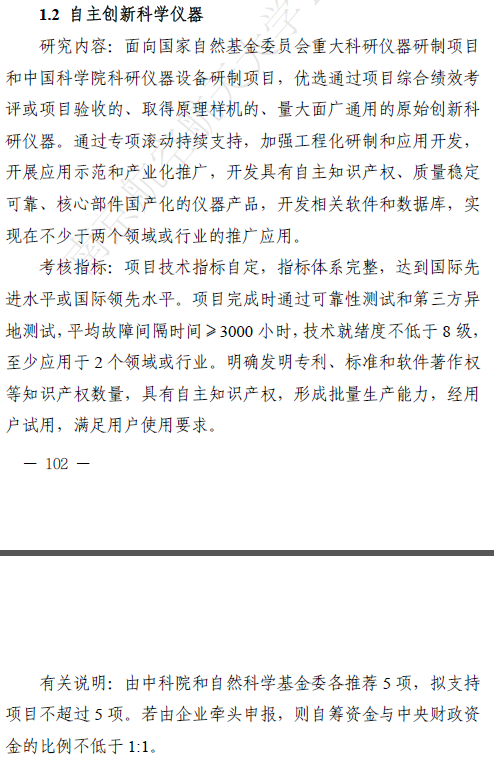 1.2 自主创新科学仪器
研究内容：面向国家自然基金委员会重大科研仪器研制项目
和中国科学院科研仪器设备研制项目，优选通过项目综合绩效考
评或项目验收的、取得原理样机的、量大面广通用的原始创新科
研仪器。通过专项滚动持续支持，加强工程化研制和应用开发，
开展应用示范和产业化推广，开发具有自主知识产权、质量稳定
可靠、核心部件国产化的仪器产品，开发相关软件和数据库，实
现在不少于两个领域或行业的推广应用。
考核指标：项目技术指标自定，指标体系完整，达到国际先
进水平或国际领先水平。项目完成时通过可靠性测试和第三方异
地测试，平均故障间隔时间≥3000 小时，技术就绪度不低于 8 级，
至少应用于 2 个领域或行业。明确发明专利、标准和软件著作权
等知识产权数量，具有自主知识产权，形成批量生产能力，经用
户试用，满足用户使用要求。
— 102 —
有关说明：由中科院和自然科学基金委各推荐 5 项，拟支持
项目不超过 5 项。若由企业牵头申报，则自筹资金与中央财政资
金的比例不低于 1:1。